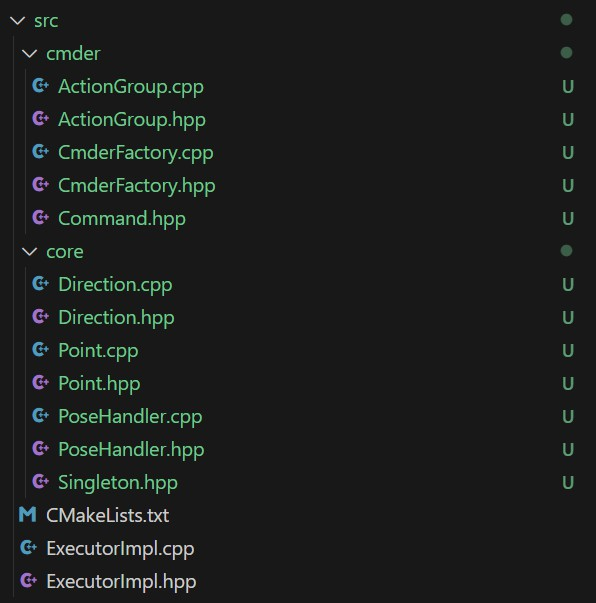 src
cmder
ActionGroup.cpp U
ActionGroup.hpp U
CmderFactory.cpp U
CmderFactory.hpp U
Command.hpp U
core
Direction.cpp U
Direction.hpp U
Point.cpp U
Point.hpp U
PoseHandler.cpp U
PoseHandler.hpp U
Singleton.hpp U
CMakeLists.txt
ExecutorImpl.cpp
ExecutorImpl.hpp